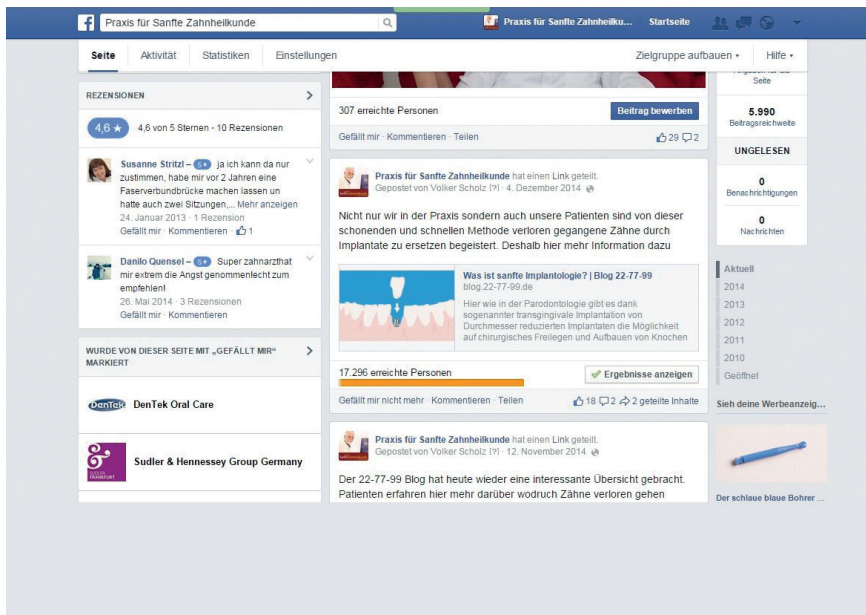 Praxis für Sanfte Zahnheilkunde
Praxis für Sanfte Zahnheilku... Startseite
Seite Aktivität Statistiken Einstellungen Zielgruppe aufbauen Hilfe
REZENSIONEN
4,6 ★ 4,6 von 5 Sternen · 10 Rezensionen
Susanne Stritzl – 5★ ja ich kann da nur
zustimmen, habe mir vor 2 Jahren eine
Faserverbundbrücke machen lassen un
hatte auch zwei Sitzungen,... Mehr anzeigen
24. Januar 2013 · 1 Rezension
Gefällt mir · Kommentieren · 1
Danilo Quensel – 5★ Super zahnarzthat
mir extrem die Angst genommen!echt zum
empfehlen!
26. Mai 2014 · 3 Rezensionen
Gefällt mir · Kommentieren
WURDE VON DIESER SEITE MIT „GEFÄLLT MIR“
MARKIERT
DenTek DenTek Oral Care
SUDLER
FRANKFURT
Sudler & Hennessey Group Germany
307 erreichte Personen Beitrag bewerben
Gefällt mir · Kommentieren · Teilen 29 2
Praxis für Sanfte Zahnheilkunde hat einen Link geteilt.
Gepostet von Volker Scholz [?] · 4. Dezember 2014
Nicht nur wir in der Praxis sondern auch unsere Patienten sind von dieser
schonenden und schnellen Methode verloren gegangene Zähne durch
Implantate zu ersetzen begeistert. Deshalb hier mehr Information dazu
Was ist sanfte Implantologie? | Blog 22-77-99
blog.22-77-99.de
Hier wie in der Parodontologie gibt es dank
sogenannter transgingivale Implantation von
Durchmesser reduzierten Implantaten die Möglichkeit
auf chirurgisches Freilegen und Aufbauen von Knochen
17.296 erreichte Personen Ergebnisse anzeigen
Gefällt mir nicht mehr · Kommentieren · Teilen 18 2 2 geteilte Inhalte
Praxis für Sanfte Zahnheilkunde hat einen Link geteilt.
Gepostet von Volker Scholz [?] · 12. November 2014
Der 22-77-99 Blog hat heute wieder eine interessante Übersicht gebracht.
Patienten erfahren hier mehr darüber wodruch Zähne verloren gehen
Seite
5.990
Beitragsreichweite
UNGELESEN
0
Benachrichtigungen
0
Nachrichten
Aktuell
2014
2013
2012
2011
2010
Geöffnet
Sieh deine Werbeanzeig...
Der schlaue blaue Bohrer ...